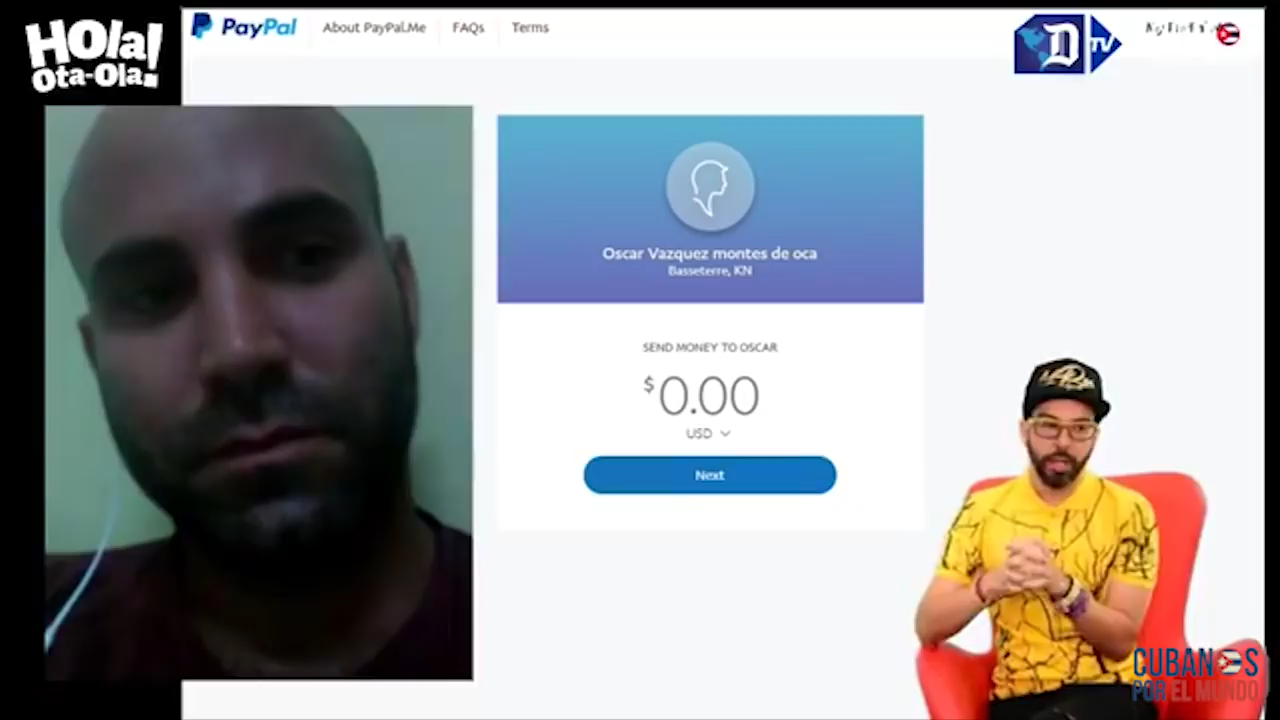 HOla!
Ota-Ola!
PayPal
About PayPal.Me
FAQs
Terms
D TV
Oscar Vazquez montes de oca
Basseterre, KN
SEND MONEY TO OSCAR
$0.00
USD
Next
CUBANOS
POR EL MUNDO